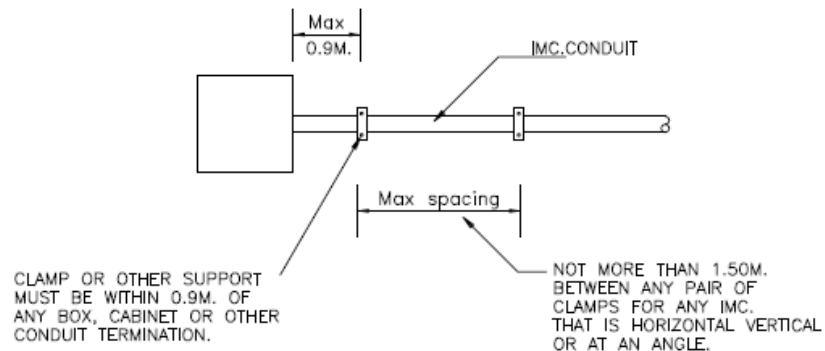 Max
0.9M.
IMC.CONDUIT
Max spacing
CLAMP OR OTHER SUPPORT
MUST BE WITHIN 0.9M. OF
ANY BOX, CABINET OR OTHER
CONDUIT TERMINATION.
NOT MORE THAN 1.50M.
BETWEEN ANY PAIR OF
CLAMPS FOR ANY IMC.
THAT IS HORIZONTAL VERTICAL
OR AT AN ANGLE.